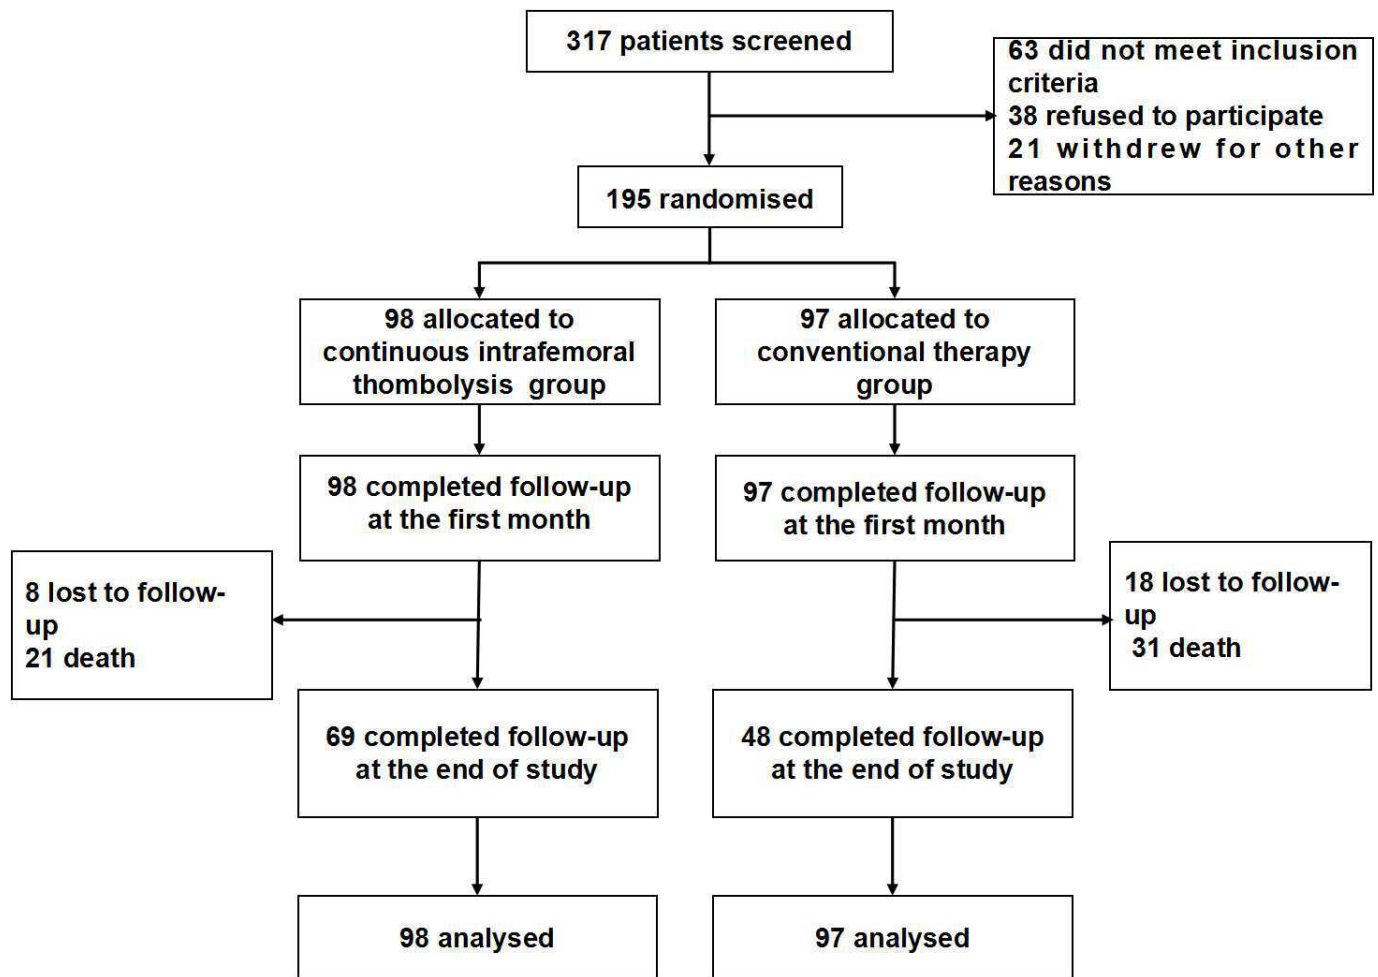 317 patients screened
63 did not meet inclusion
criteria
38 refused to participate
21 withdrew for other
reasons
195 randomised
98 allocated to
continuous intrafemoral
thombolysis group
97 allocated to
conventional therapy
group
98 completed follow-up
at the first month
97 completed follow-up
at the first month
8 lost to follow-
up
21 death
18 lost to follow-
up
31 death
69 completed follow-up
at the end of study
48 completed follow-up
at the end of study
98 analysed
97 analysed